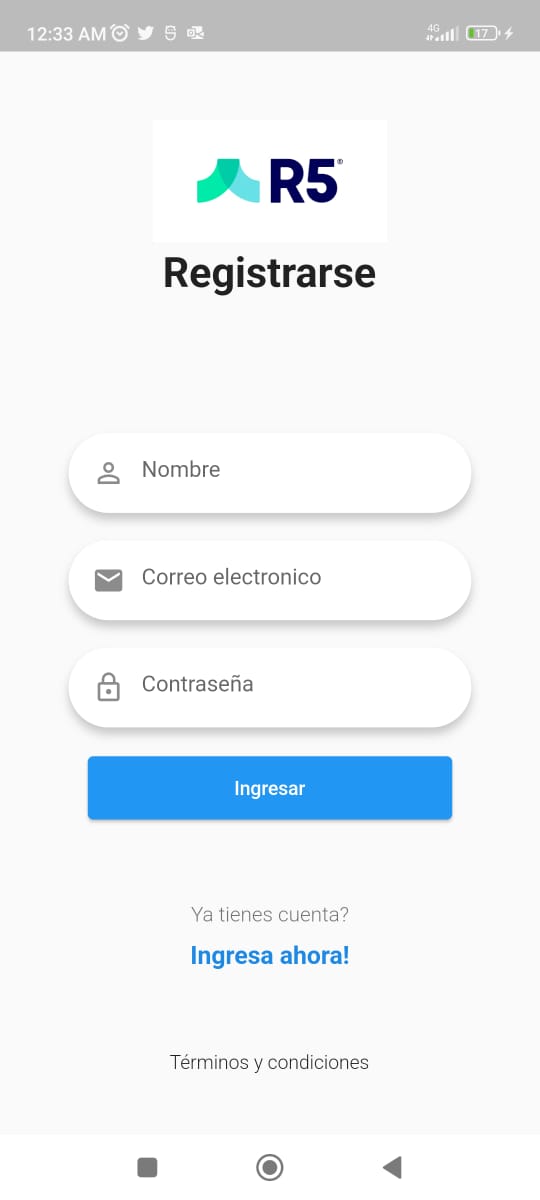 12:33 AM
4G
17
R5®
Registrarse
Nombre
Correo electronico
Contraseña
Ingresar
Ya tienes cuenta?
Ingresa ahora!
Términos y condiciones